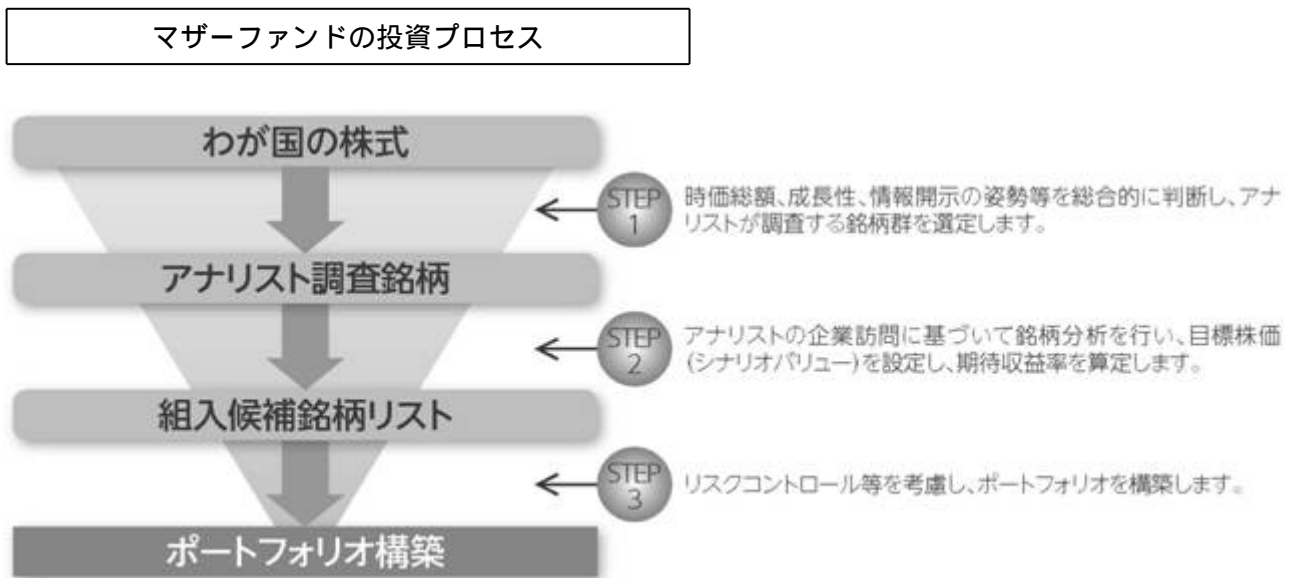 マザーファンドの投資プロセス
わが国の株式
STEP
1
時価総額、成長性、情報開示の姿勢等を総合的に判断し、アナ
リストが調査する銘柄群を選定します。
アナリスト調査銘柄
STEP
2
アナリストの企業訪問に基づいて銘柄分析を行い、目標株価
(シナリオバリュー)を設定し、期待収益率を算定します。
組入候補銘柄リスト
STEP
3
リスクコントロール等を考慮し、ポートフォリオを構築します。
ポートフォリオ構築